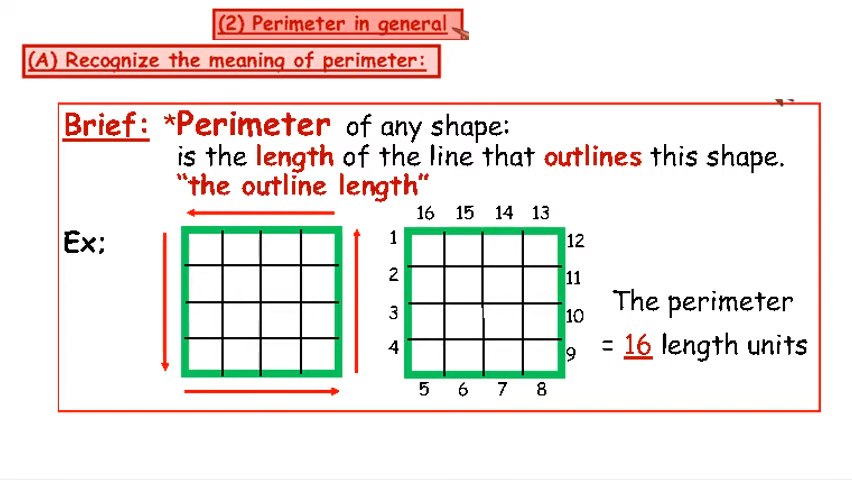 (2) Perimeter in general
(A) Recognize the meaning of perimeter:
Brief: *Perimeter of any shape:
is the length of the line that outlines this shape.
"the outline length"
Ex;
16 15 14 13
1 12
2 11
3 10
4 9
5 6 7 8
The perimeter
= 16 length units